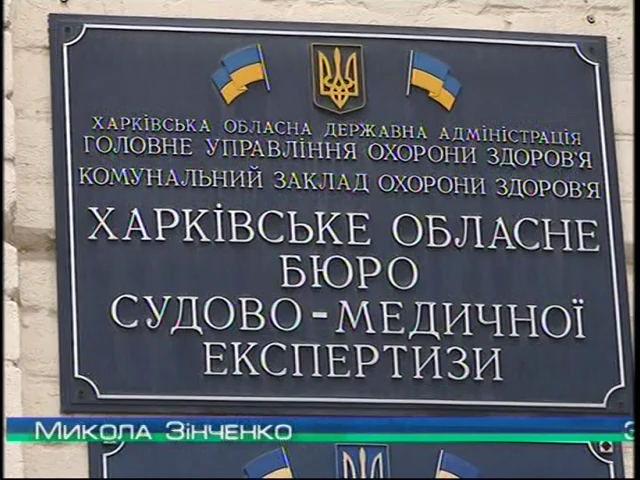 ХАРКІВСЬКА ОБЛАСНА ДЕРЖАВНА АДМІНІСТРАЦІЯ
ГОЛОВНЕ УПРАВЛІННЯ ОХОРОНИ ЗДОРОВ'Я
КОМУНАЛЬНИЙ ЗАКЛАД ОХОРОНИ ЗДОРОВ'Я
ХАРКІВСЬКЕ ОБЛАСНЕ
БЮРО
СУДОВО-МЕДИЧНОЇ
ЕКСПЕРТИЗИ
Микола Зінченко